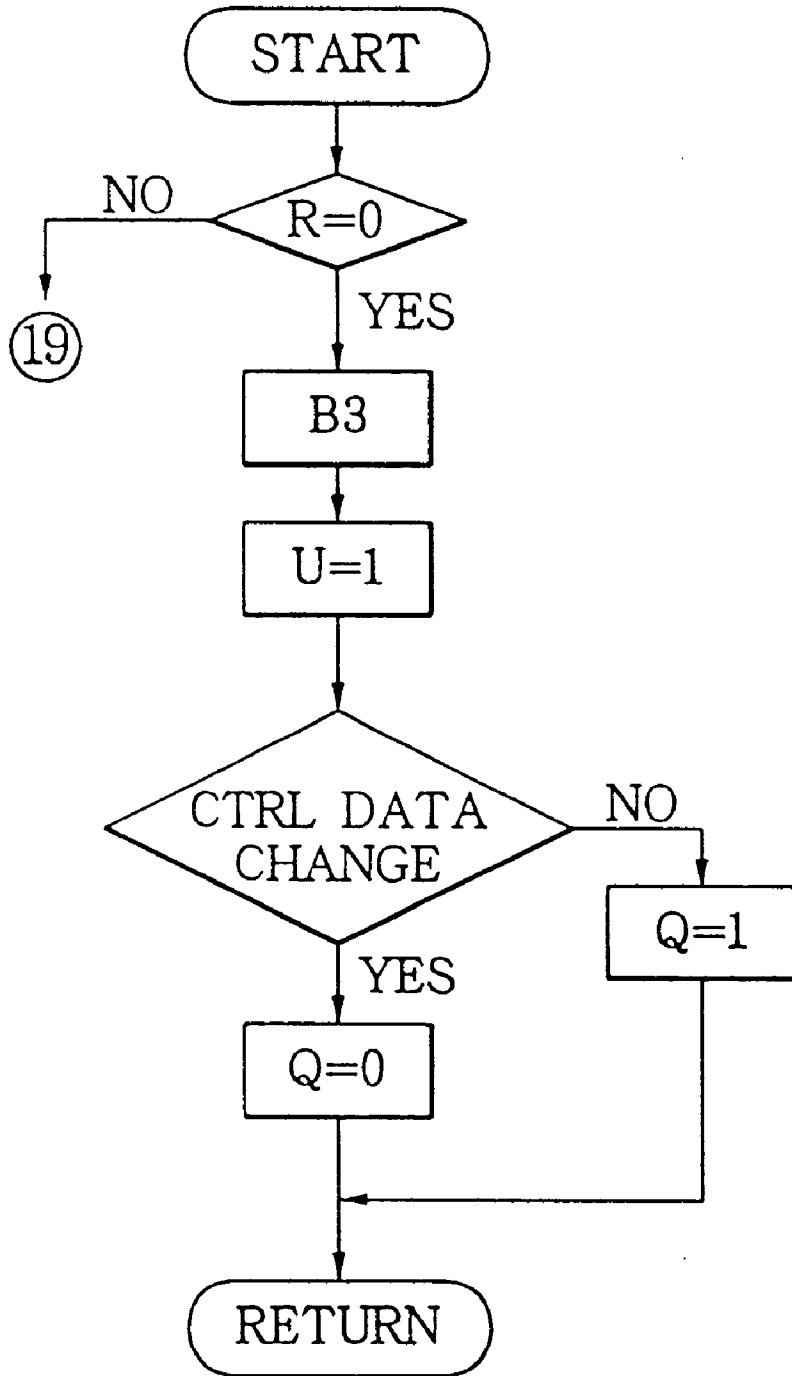 START
NO
R=0
YES
19
B3
U=1
CTRL DATA
CHANGE
NO
Q=1
YES
Q=0
RETURN